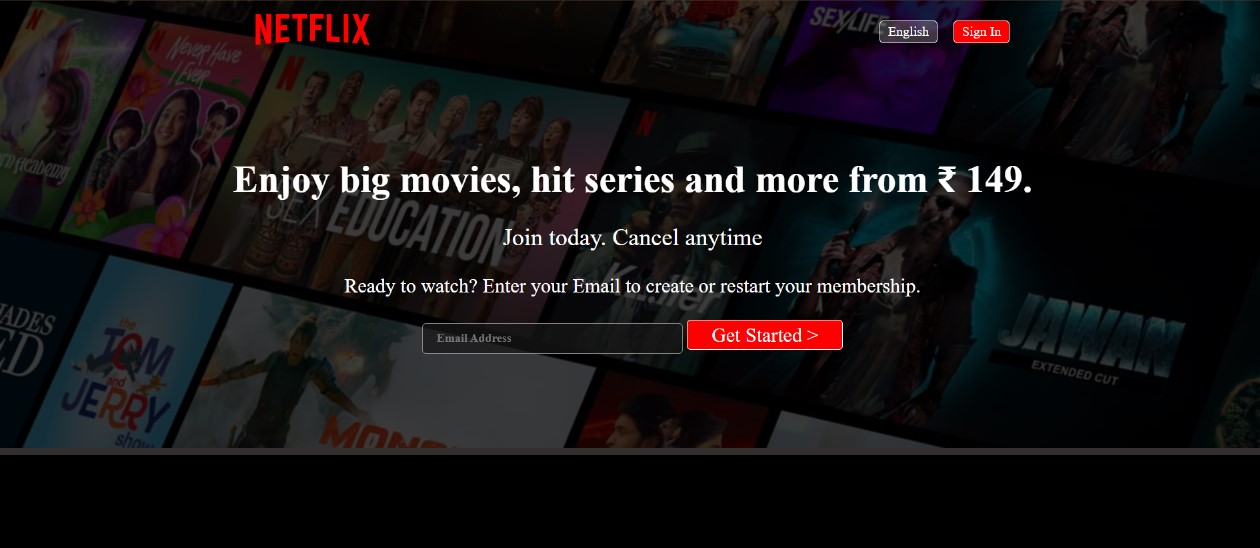 NETFLIX
SEX/LIFE
English
Sign In
Never Have
I Ever
Enjoy big movies, hit series and more from ₹ 149.
SEX EDUCATION
Join today. Cancel anytime
Ready to watch? Enter your Email to create or restart your membership.
Email Address
Get Started >
the
TOM
and
JERRY
show
JAWAN
EXTENDED CUT